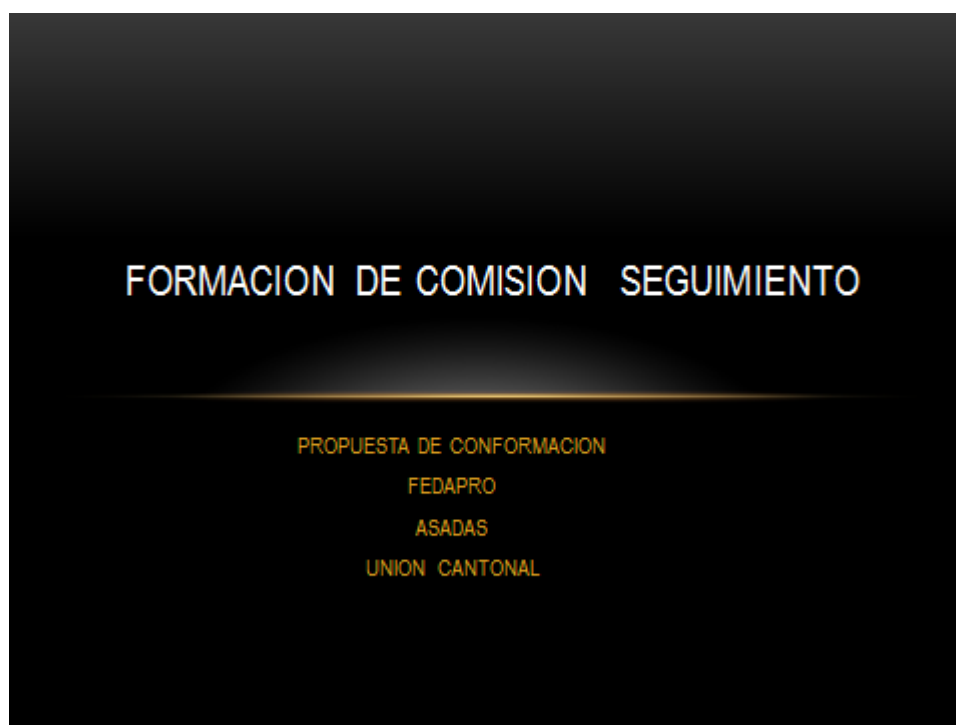 FORMACION DE COMISION SEGUIMIENTO
PROPUESTA DE CONFORMACION
FEDAPRO
ASADAS
UNION CANTONAL